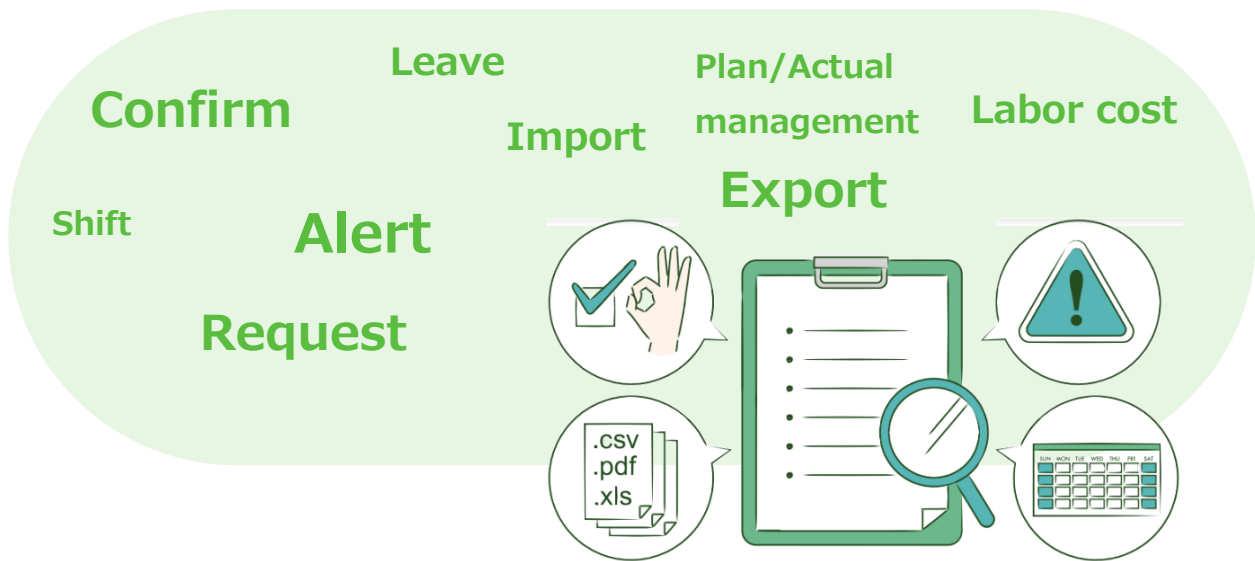 Leave
Plan/Actual
management
Confirm
Labor cost
Import
Export
Shift
Alert
Request
.csv
.pdf
.xls
SUN MON TUE WED THU FRI SAT